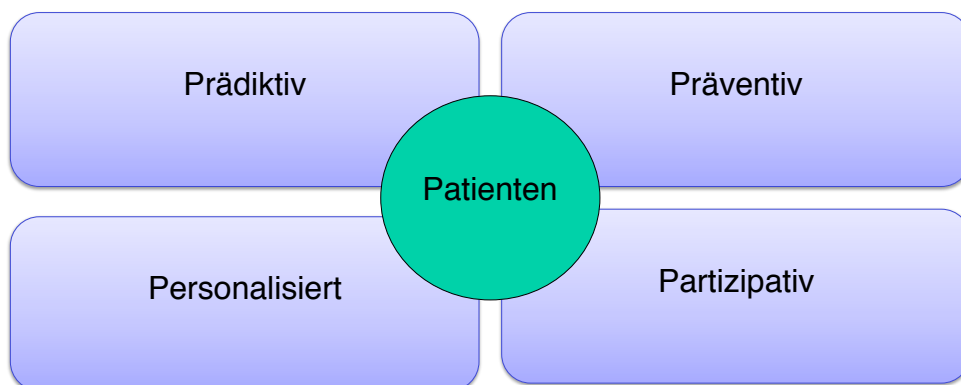 Prädiktiv
Präventiv
Patienten
Personalisiert
Partizipativ